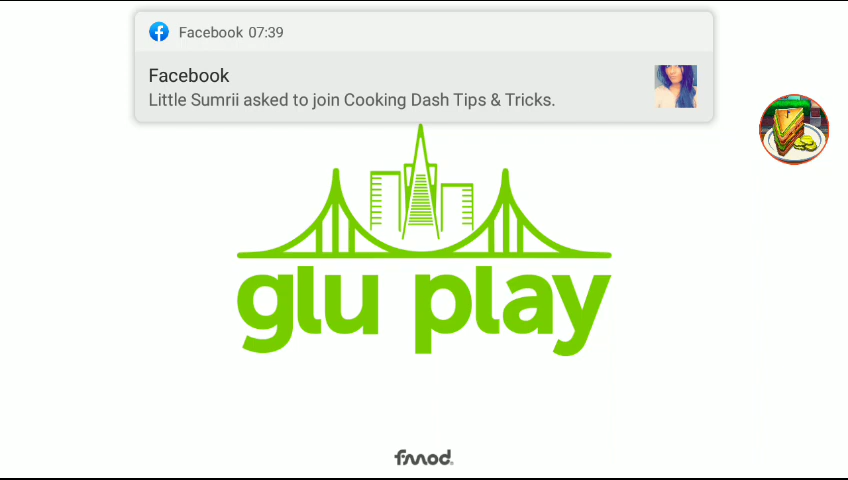 Facebook 07:39
Facebook
Little Sumrii asked to join Cooking Dash Tips & Tricks.
glu play
fmod